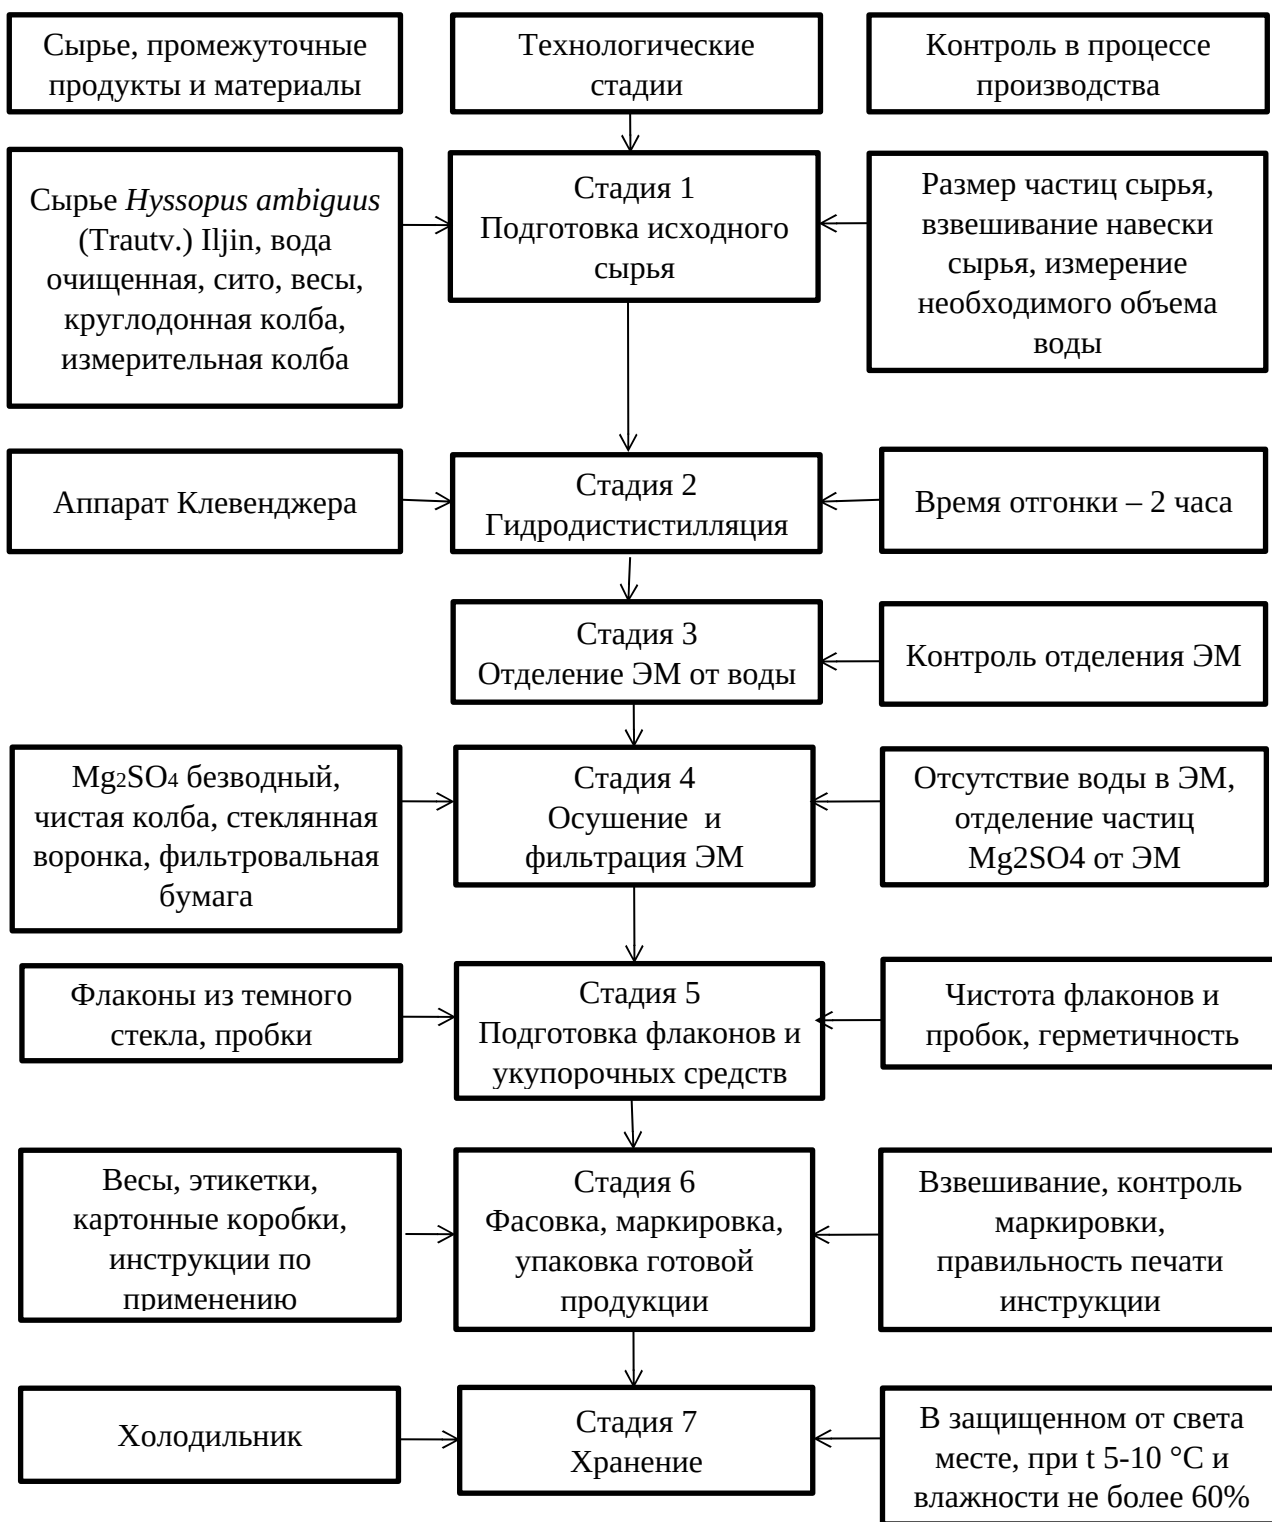 Сырье, промежуточные
продукты и материалы
Технологические
стадии
Контроль в процессе
производства
Сырье Hyssopus ambiguus
(Trautv.) Iljin, вода
очищенная, сито, весы,
круглодонная колба,
измерительная колба
Стадия 1
Подготовка исходного
сырья
Размер частиц сырья,
взвешивание навески
сырья, измерение
необходимого объема
воды
Аппарат Клевенджера
Стадия 2
Гидродистистилляция
Время отгонки – 2 часа
Стадия 3
Отделение ЭМ от воды
Контроль отделения ЭМ
Mg2SO4 безводный,
чистая колба, стеклянная
воронка, фильтровальная
бумага
Стадия 4
Осушение и
фильтрация ЭМ
Отсутствие воды в ЭМ,
отделение частиц
Mg2SO4 от ЭМ
Флаконы из темного
стекла, пробки
Стадия 5
Подготовка флаконов и
укупорочных средств
Чистота флаконов и
пробок, герметичность
Весы, этикетки,
картонные коробки,
инструкции по
применению
Стадия 6
Фасовка, маркировка,
упаковка готовой
продукции
Взвешивание, контроль
маркировки,
правильность печати
инструкции
Холодильник
Стадия 7
Хранение
В защищенном от света
месте, при t 5-10 °C и
влажности не более 60%